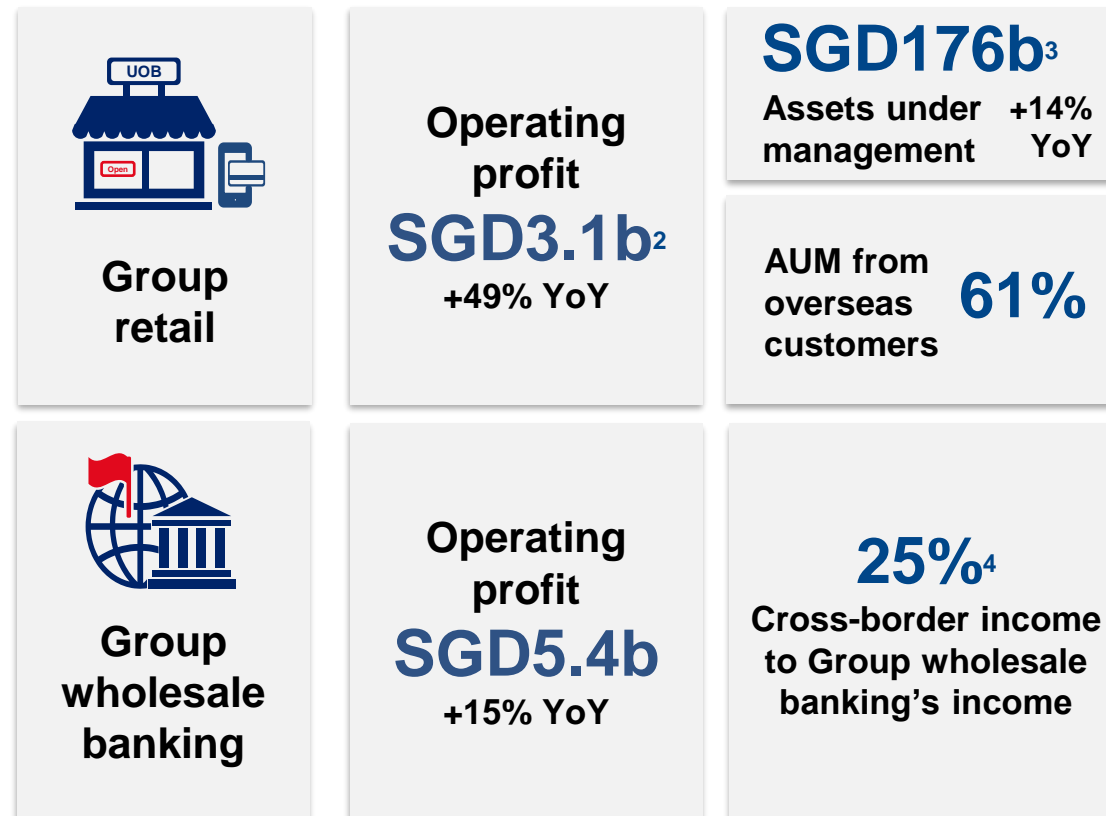 UOB
Open
Group
retail
Operating
profit
SGD3.1b2
+49% YoY
SGD176b3
Assets under +14%
management YoY
AUM from
overseas 61%
customers
Group
wholesale
banking
Operating
profit
SGD5.4b
+15% YoY
25%4
Cross-border income
to Group wholesale
banking’s income